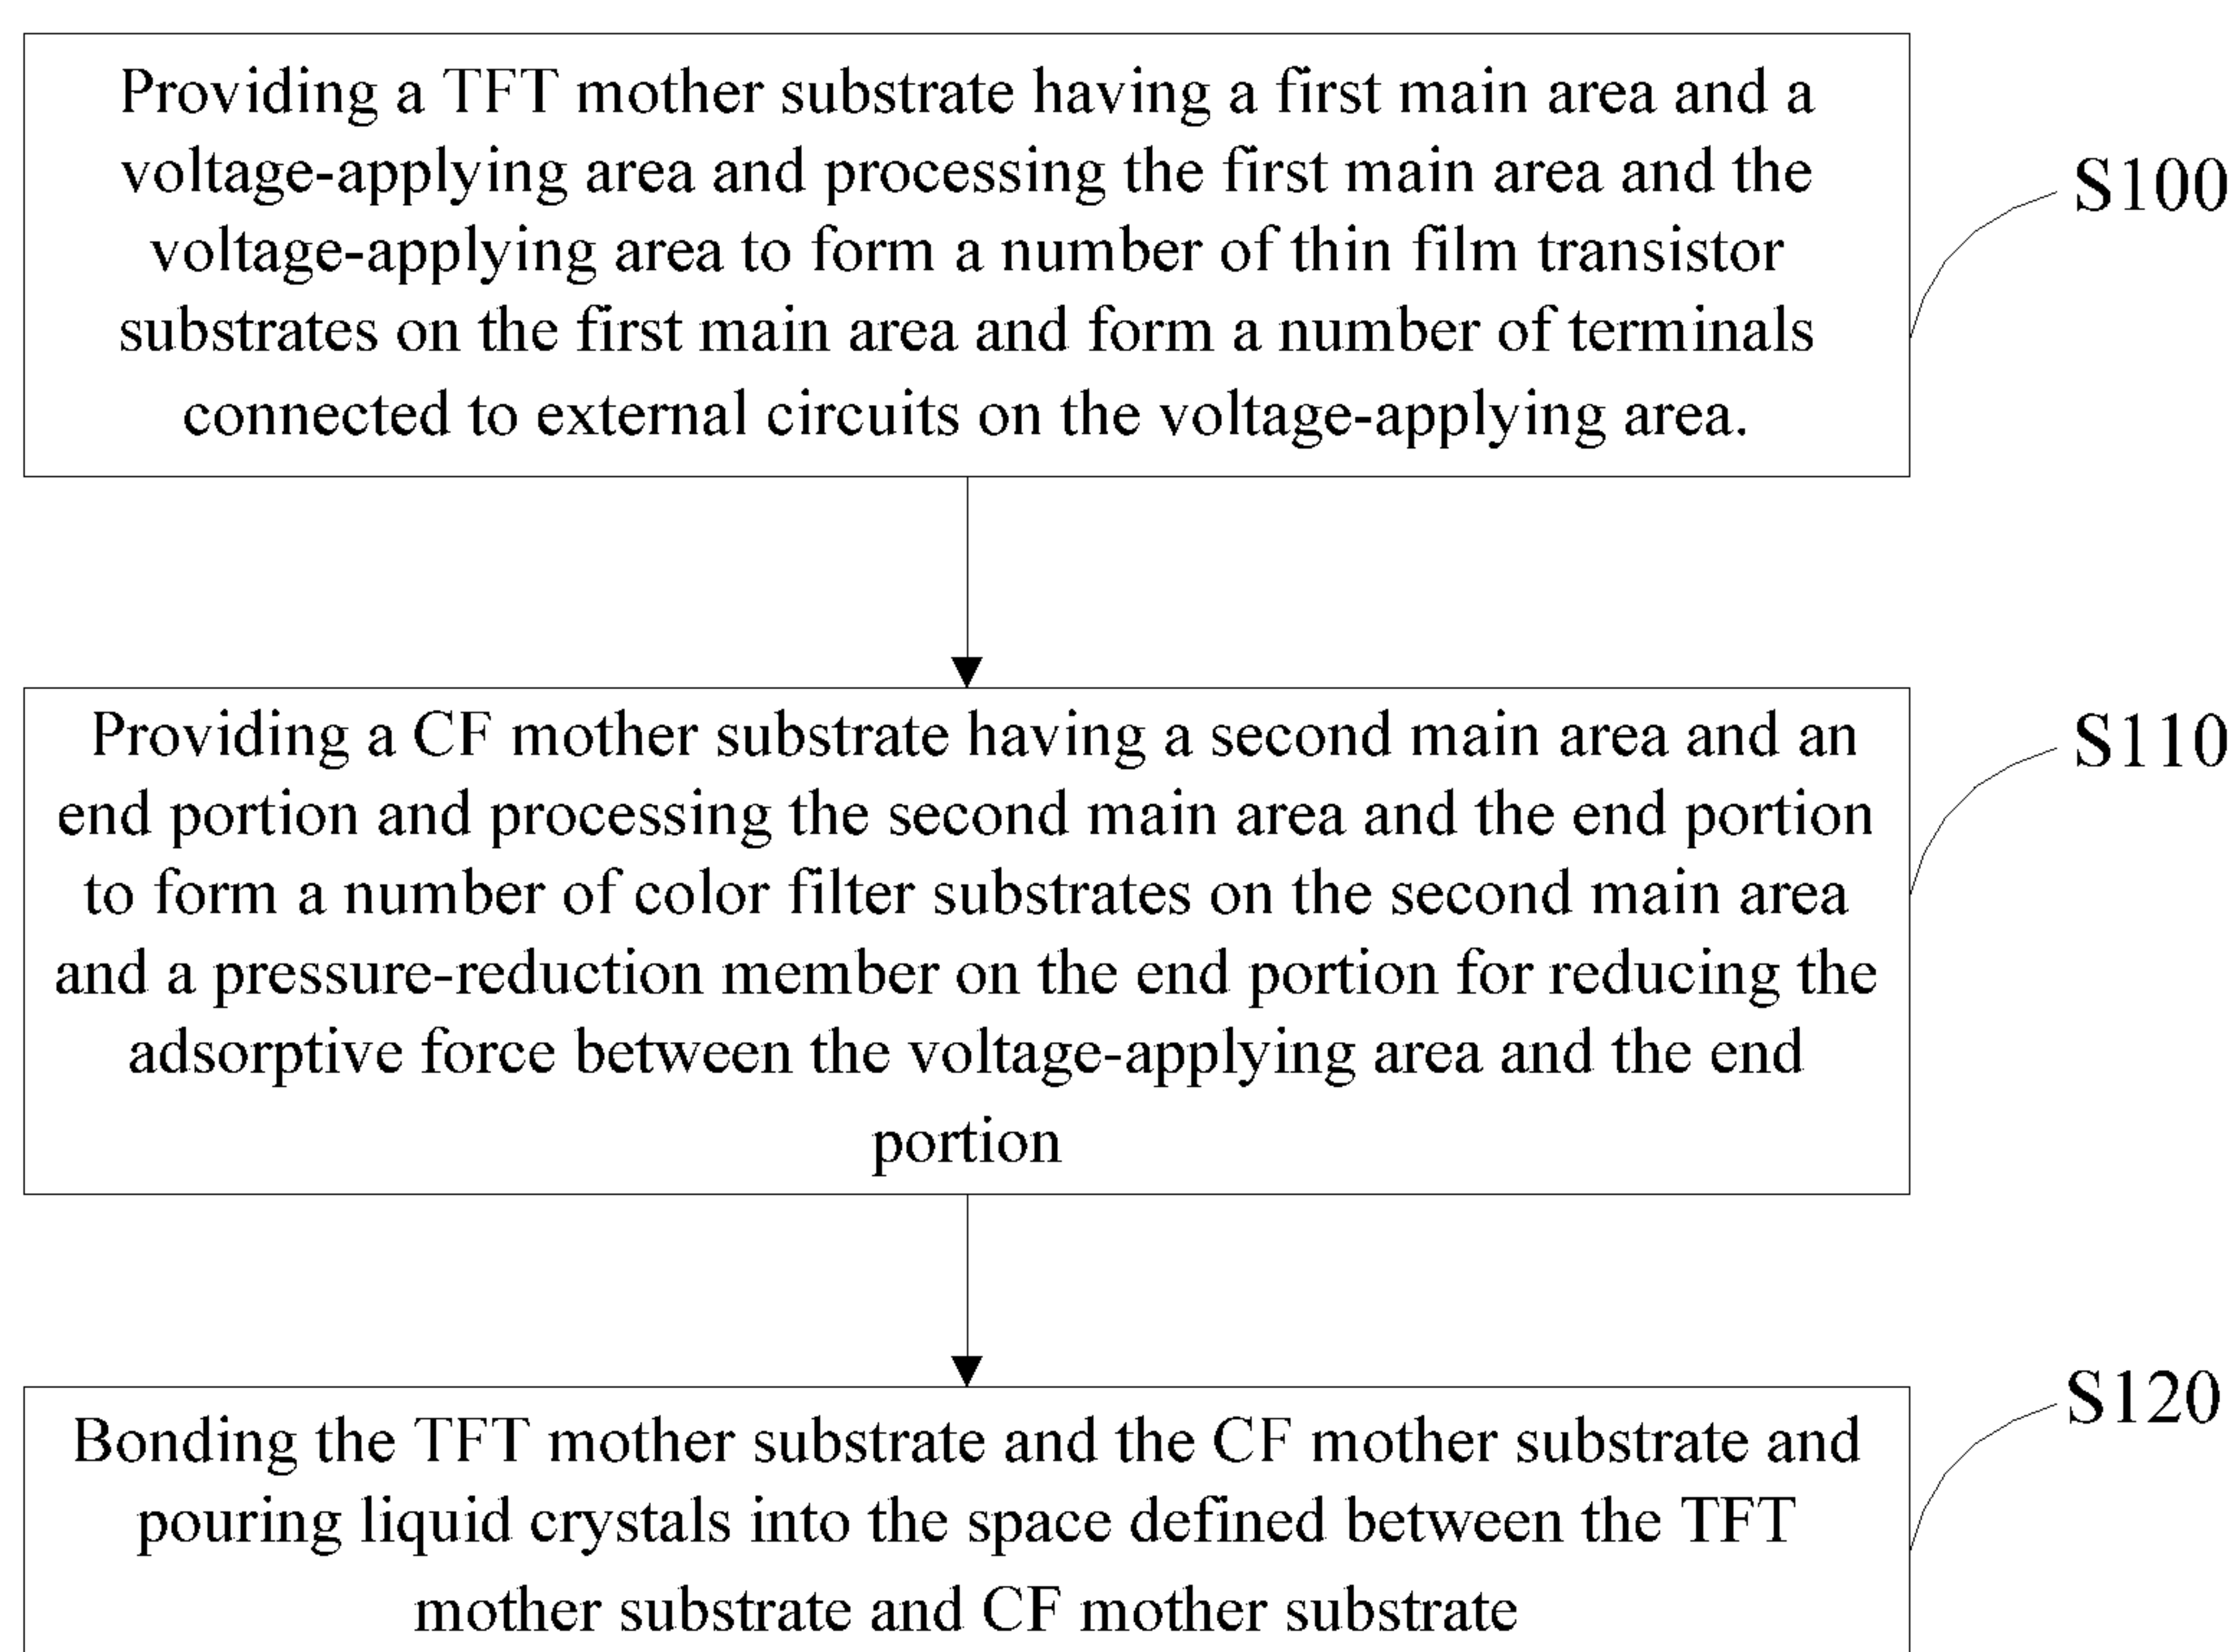 Providing a TFT mother substrate having a first main area and a
voltage-applying area and processing the first main area and the
voltage-applying area to form a number of thin film transistor
substrates on the first main area and form a number of terminals
connected to external circuits on the voltage-applying area.
S100
Providing a CF mother substrate having a second main area and an
end portion and processing the second main area and the end portion
to form a number of color filter substrates on the second main area
and a pressure-reduction member on the end portion for reducing the
adsorptive force between the voltage-applying area and the end
portion
S110
Bonding the TFT mother substrate and the CF mother substrate and
pouring liquid crystals into the space defined between the TFT
mother substrate and CF mother substrate
S120